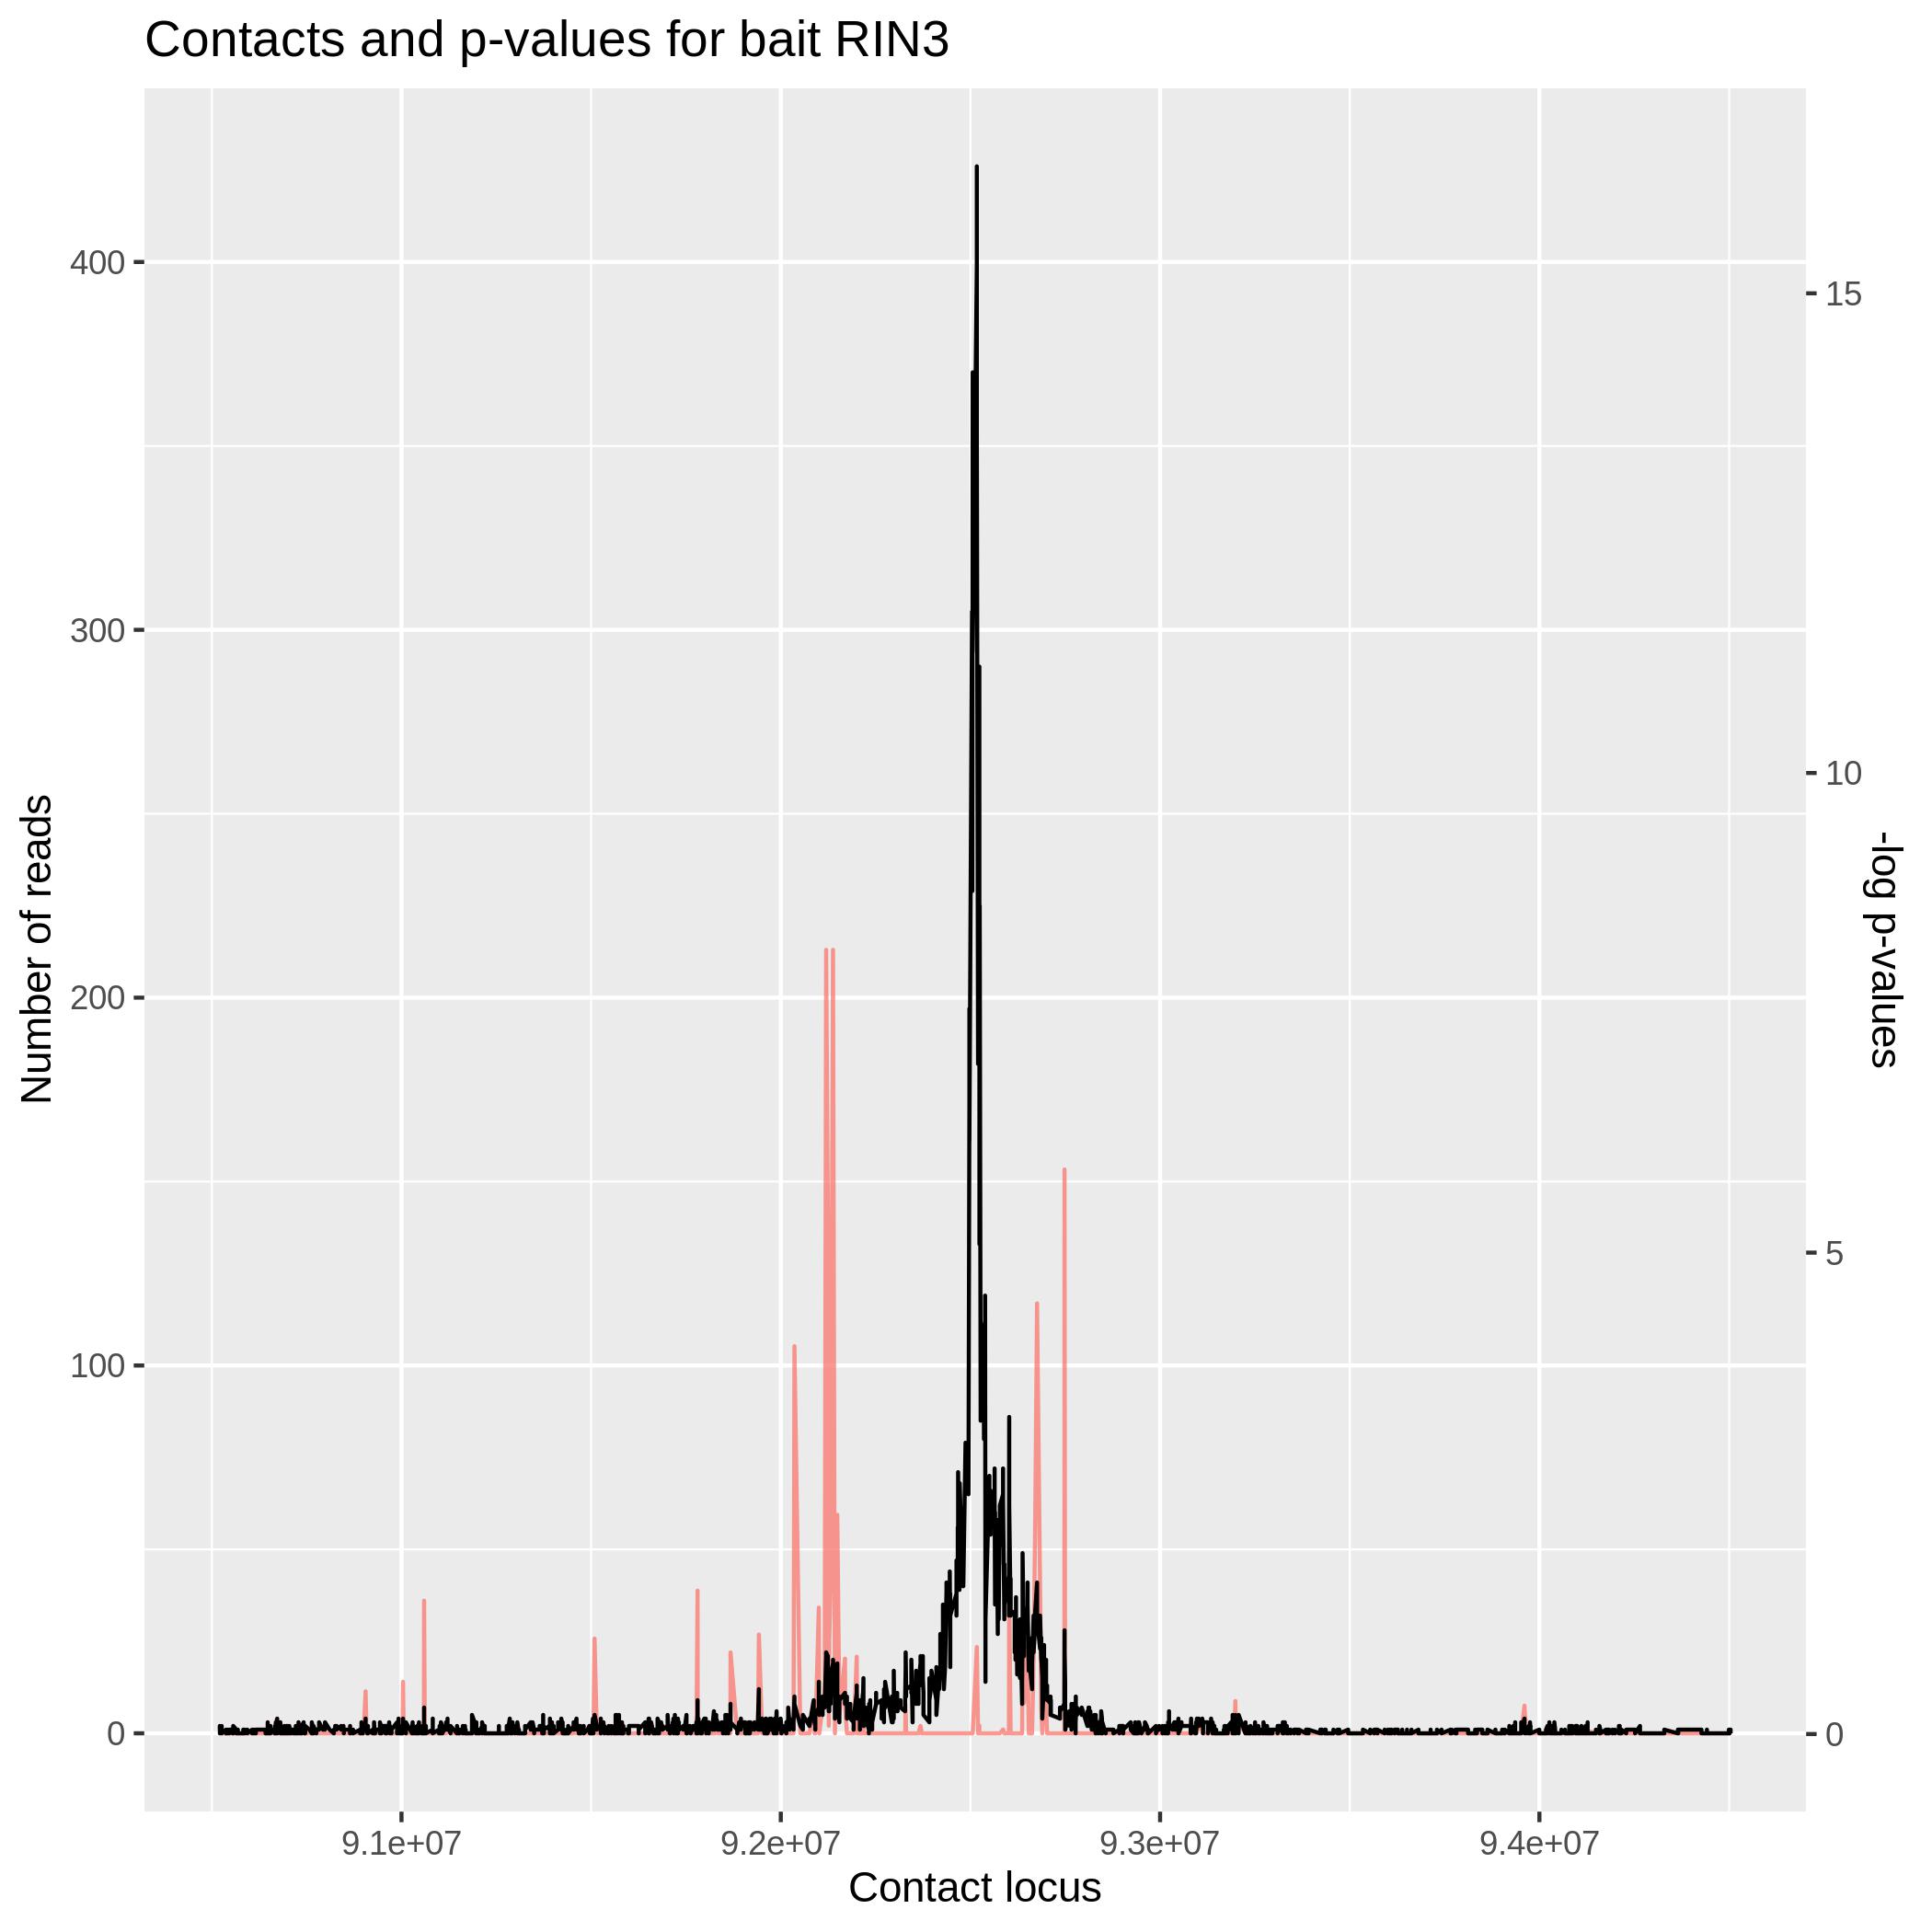 Contacts and p-values for bait RIN3
Number of reads
400
300
200
100
0
15
10
5
0
-log p-values
9.1e+07 9.2e+07 9.3e+07 9.4e+07
Contact locus